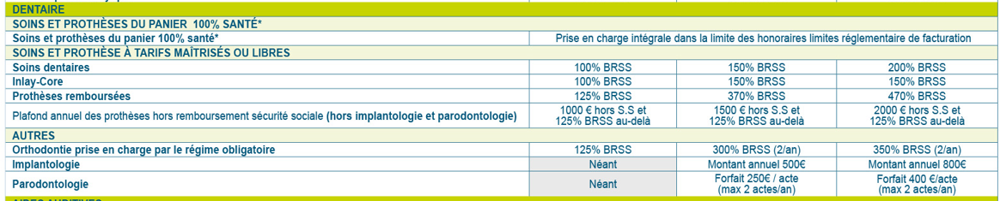 DENTAIRE
SOINS ET PROTHÈSES DU PANIER 100% SANTÉ*
Soins et prothèses du panier 100% santé* Prise en charge intégrale dans la limite des honoraires limites réglementaire de facturation
SOINS ET PROTHÈSE À TARIFS MAÎTRISÉS OU LIBRES
Soins dentaires 100% BRSS 150% BRSS 200% BRSS
Inlay-Core 100% BRSS 150% BRSS 150% BRSS
Prothèses remboursées 125% BRSS 370% BRSS 470% BRSS
Plafond annuel des prothèses hors remboursement sécurité sociale (hors implantologie et parodontologie) 1000 € hors S.S et 1500 € hors S.S et 2000 € hors S.S et
125% BRSS au-delà 125% BRSS au-delà 125% BRSS au-delà
AUTRES
Orthodontie prise en charge par le régime obligatoire 125% BRSS 300% BRSS (2/an) 350% BRSS (2/an)
Implantologie Néant Montant annuel 500€ Montant annuel 800€
Parodontologie Néant Forfait 250€ / acte Forfait 400 €/acte
(max 2 actes/an) (max 2 actes/an)